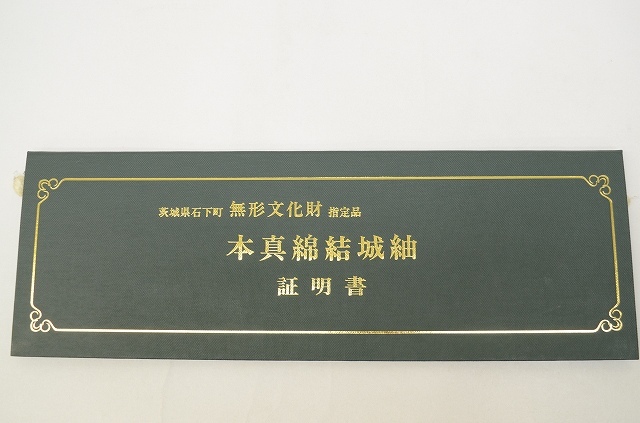 茨城県石下町 無形文化財 指定品
本真綿結城紬
証明書